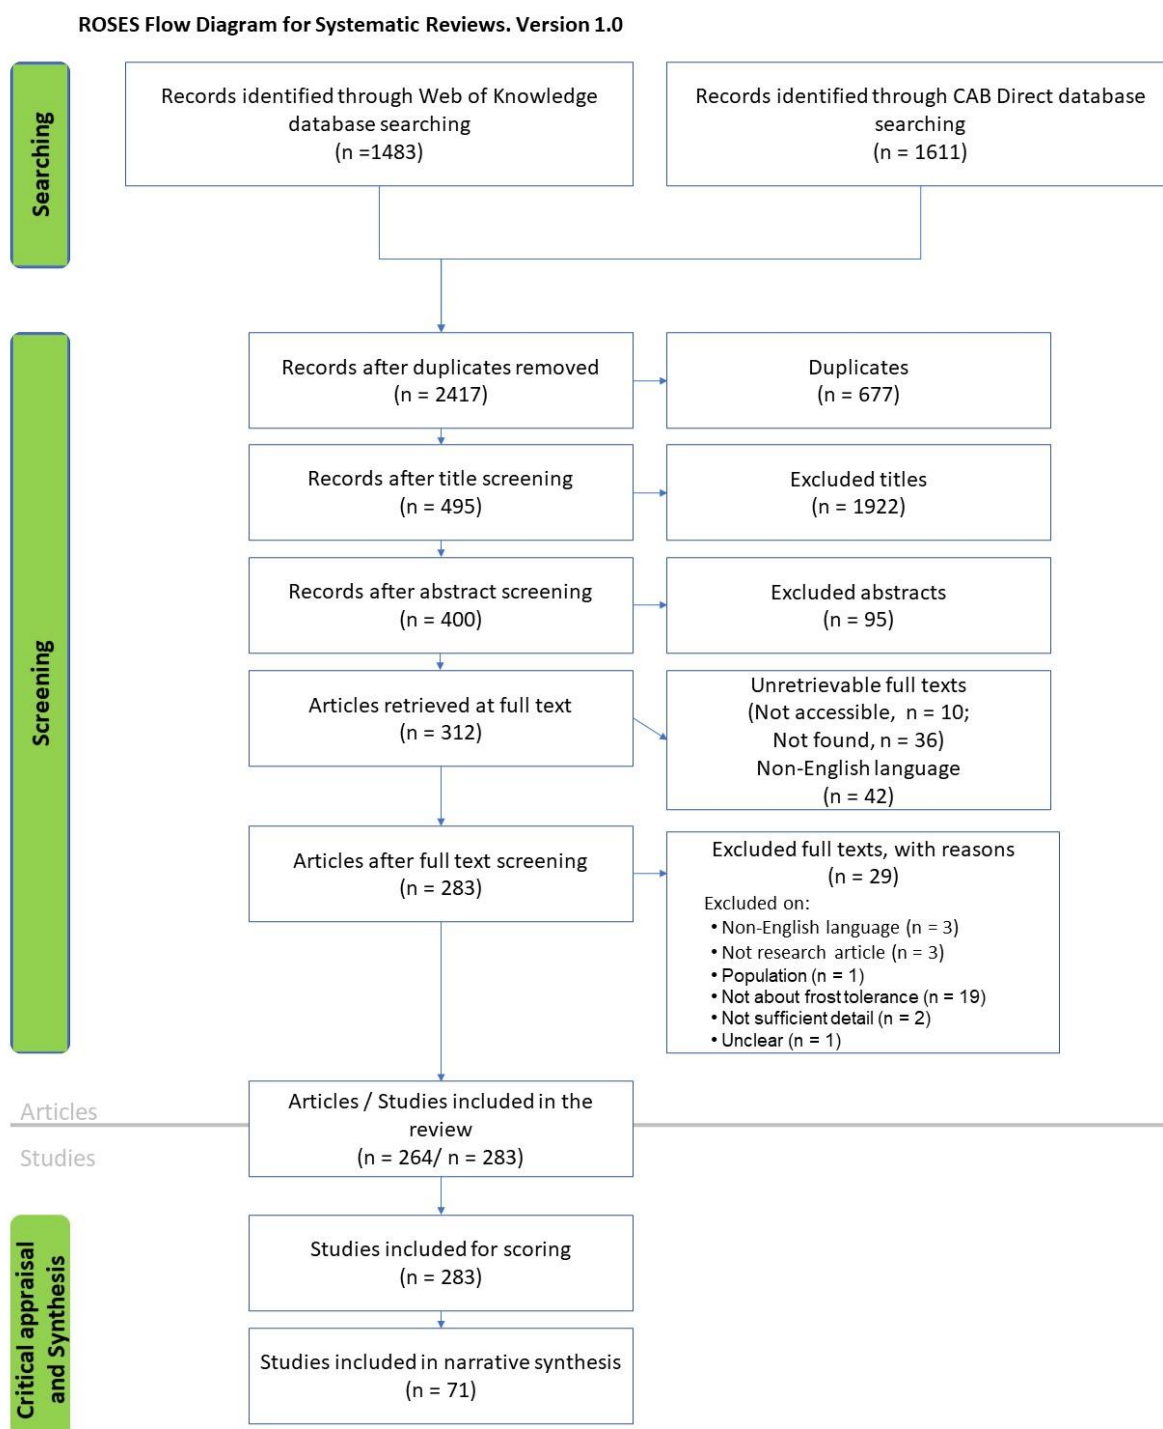 ROSES Flow Diagram for Systematic Reviews. Version 1.0
Searching
Records identified through Web of Knowledge
database searching
(n =1483)
Records identified through CAB Direct database
searching
(n = 1611)
Screening
Records after duplicates removed
(n = 2417)
Duplicates
(n = 677)
Records after title screening
(n = 495)
Excluded titles
(n = 1922)
Records after abstract screening
(n = 400)
Excluded abstracts
(n = 95)
Articles retrieved at full text
(n = 312)
Unretrievable full texts
(Not accessible, n = 10;
Not found, n = 36)
Non-English language
(n = 42)
Articles after full text screening
(n = 283)
Excluded full texts, with reasons
(n = 29)
Excluded on:
• Non-English language (n = 3)
• Not research article (n = 3)
• Population (n = 1)
• Not about frost tolerance (n = 19)
• Not sufficient detail (n = 2)
• Unclear (n = 1)
Articles
Studies
Articles / Studies included in the
review
(n = 264/ n = 283)
Critical appraisal
and Synthesis
Studies included for scoring
(n = 283)
Studies included in narrative synthesis
(n = 71)